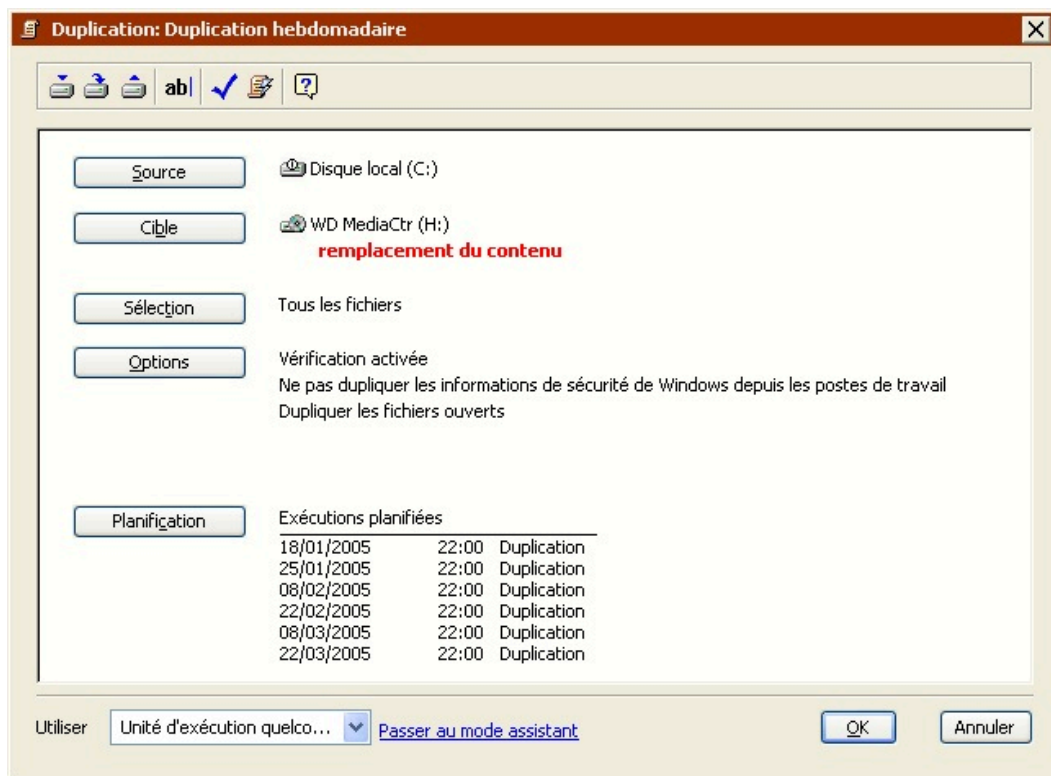 Duplication: Duplication hebdomadaire
ab|
Source
Disque local (C:)
Cible
WD MediaCtr (H:)
remplacement du contenu
Sélection
Tous les fichiers
Options
Vérification activée
Ne pas dupliquer les informations de sécurité de Windows depuis les postes de travail
Dupliquer les fichiers ouverts
Planification
Exécutions planifiées
18/01/2005 22:00 Duplication
25/01/2005 22:00 Duplication
08/02/2005 22:00 Duplication
22/02/2005 22:00 Duplication
08/03/2005 22:00 Duplication
22/03/2005 22:00 Duplication
Utiliser Unité d'exécution quelco... Passer au mode assistant OK Annuler